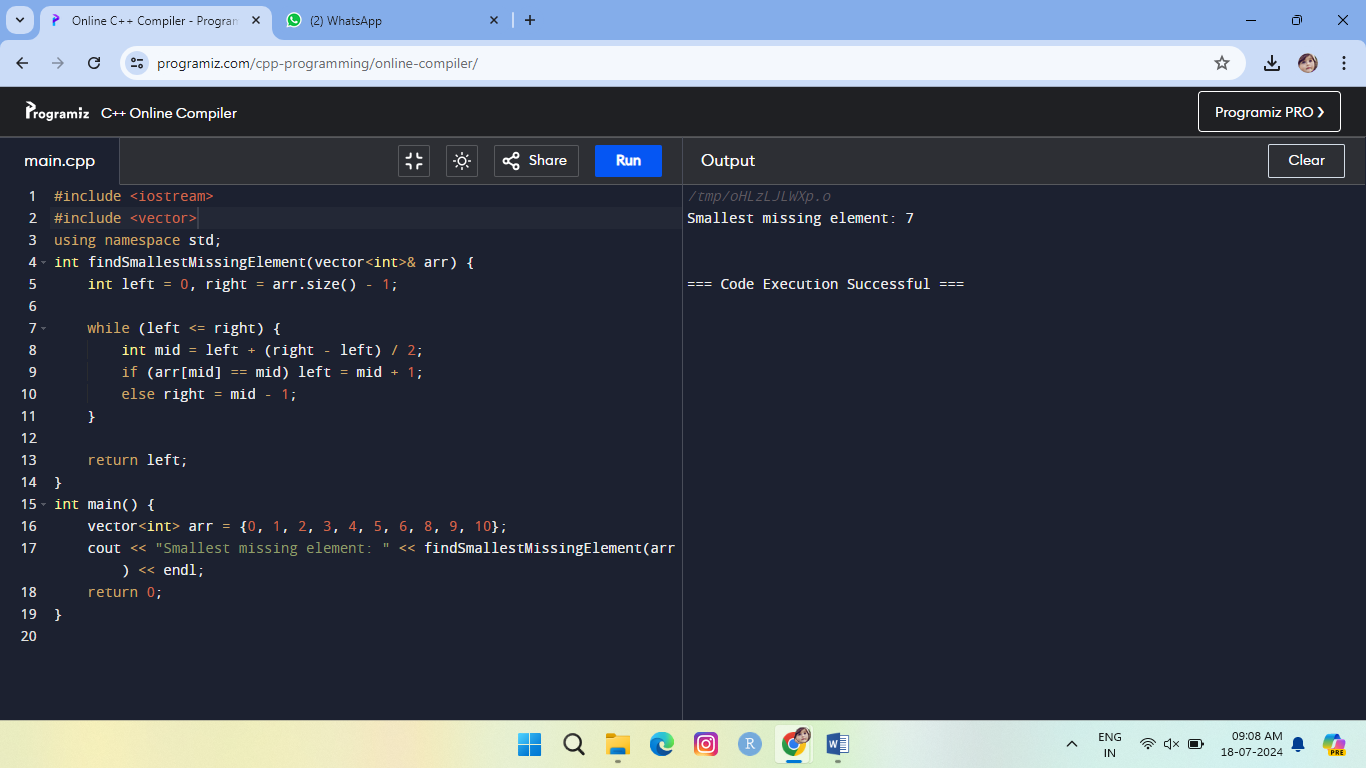 Online C++ Compiler - Program
(2) WhatsApp
programiz.com/cpp-programming/online-compiler/
Programiz C++ Online Compiler
Programiz PRO ❯
main.cpp
Share
Run
Output
Clear
1 #include <iostream>
2 #include <vector>
3 using namespace std;
4 int findSmallestMissingElement(vector<int>& arr) {
5     int left = 0, right = arr.size() - 1;
6
7     while (left <= right) {
8         int mid = left + (right - left) / 2;
9         if (arr[mid] == mid) left = mid + 1;
10         else right = mid - 1;
11     }
12
13     return left;
14 }
15 int main() {
16     vector<int> arr = {0, 1, 2, 3, 4, 5, 6, 8, 9, 10};
17     cout << "Smallest missing element: " << findSmallestMissingElement(arr
) << endl;
18     return 0;
19 }
20
/tmp/oHLzLJLWXp.o
Smallest missing element: 7
=== Code Execution Successful ===
R
W
ENG
IN
09:08 AM
18-07-2024
PRE